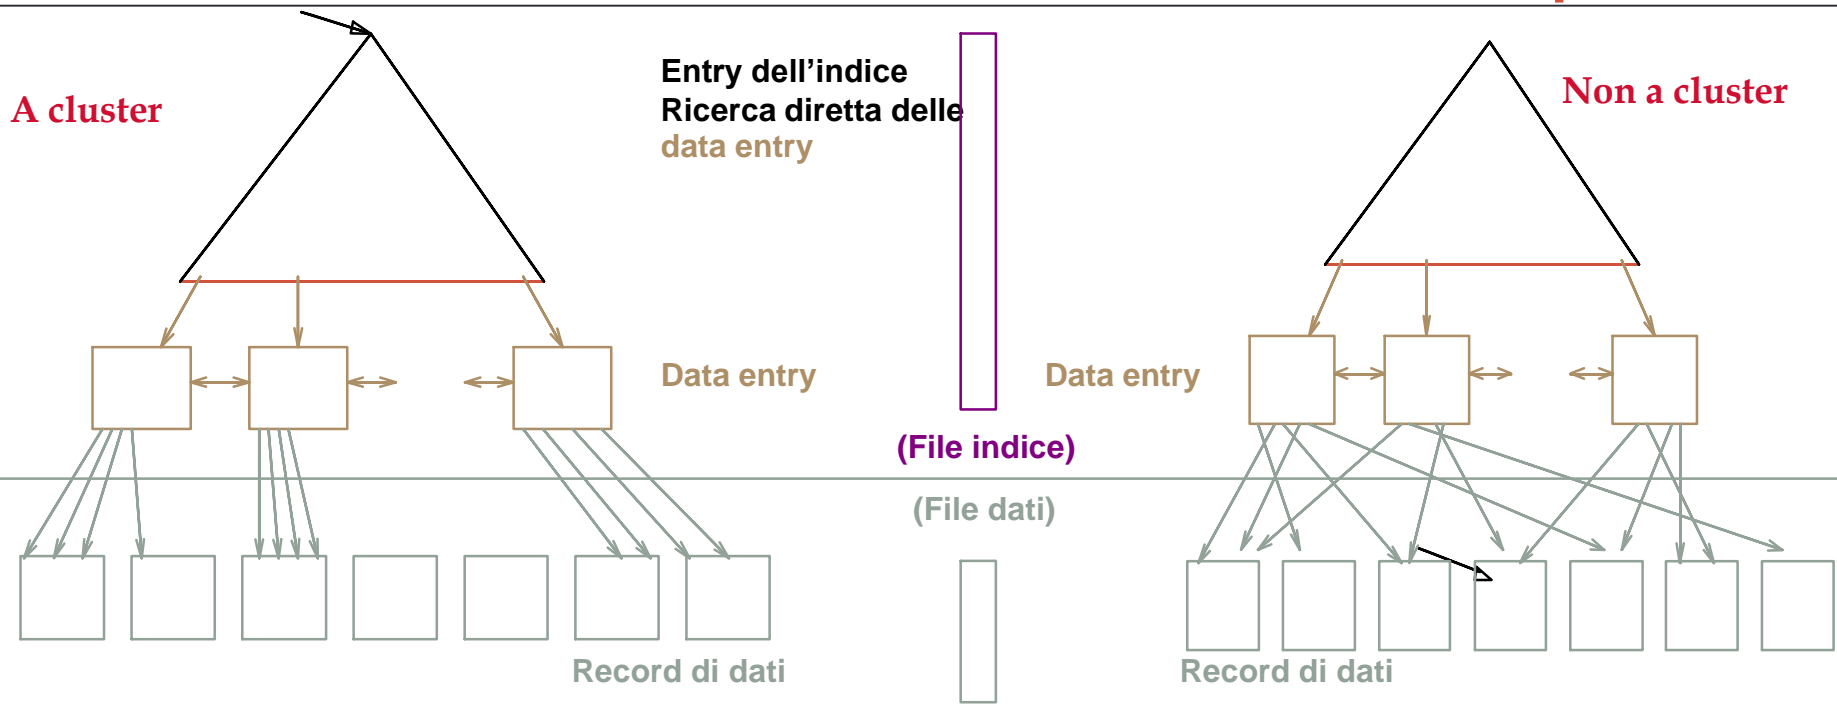 A cluster
Entry dell'indice
Ricerca diretta delle
data entry
Non a cluster
Data entry
Data entry
(File indice)
(File dati)
Record di dati
Record di dati